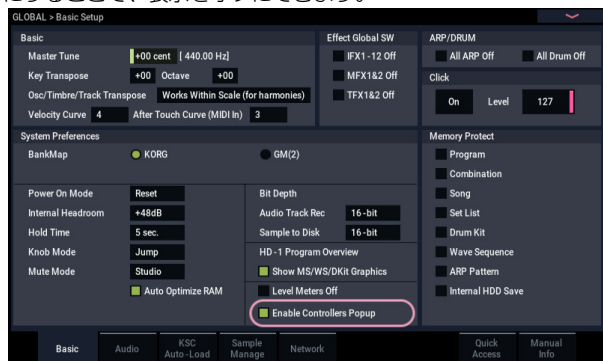 GLOBAL > Basic Setup
Basic
Master Tune +00 cent [ 440.00 Hz]
Key Transpose +00 Octave +00
Osc/Timbre/Track Transpose Works Within Scale (for harmonies)
Velocity Curve 4 After Touch Curve (MIDI In) 3
Effect Global SW
IFX1 -12 Off
MFX1&2 Off
TFX1&2 Off
ARP/DRUM
All ARP Off All Drum Off
Click
On Level 127
System Preferences
BankMap KORG GM(2)
Power On Mode Reset
Internal Headroom +48dB
Hold Time 5 sec.
Knob Mode Jump
Mute Mode Studio
Auto Optimize RAM
Bit Depth
Audio Track Rec 16-bit
Sample to Disk 16-bit
HD-1 Program Overview
Show MS/WS/DKit Graphics
Level Meters Off
Enable Controllers Popup
Memory Protect
Program
Combination
Song
Set List
Drum Kit
Wave Sequence
ARP Pattern
Internal HDD Save
Basic Audio KSC Auto-Load Sample Manage Network Quick Access Manual Info